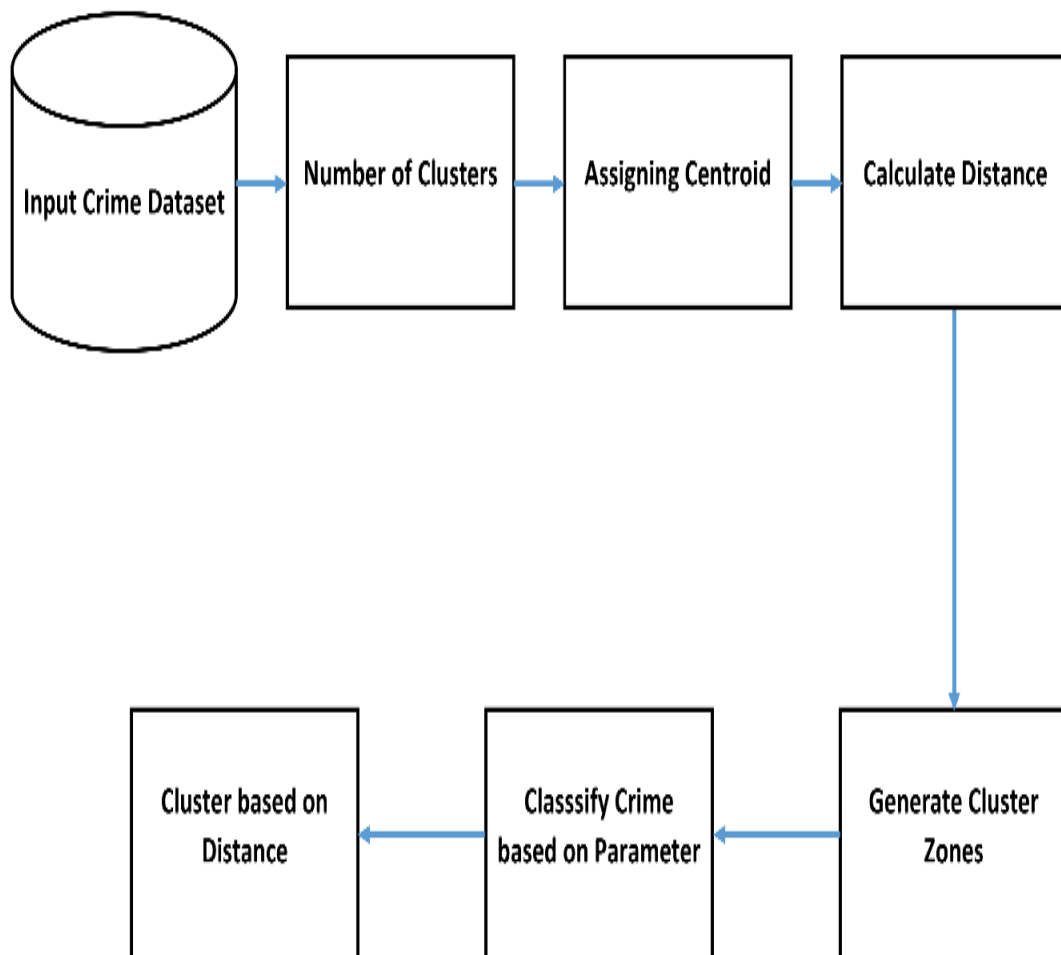 Input Crime Dataset
Number of Clusters
Assigning Centroid
Calculate Distance
Generate Cluster
Zones
Classsify Crime
based on Parameter
Cluster based on
Distance